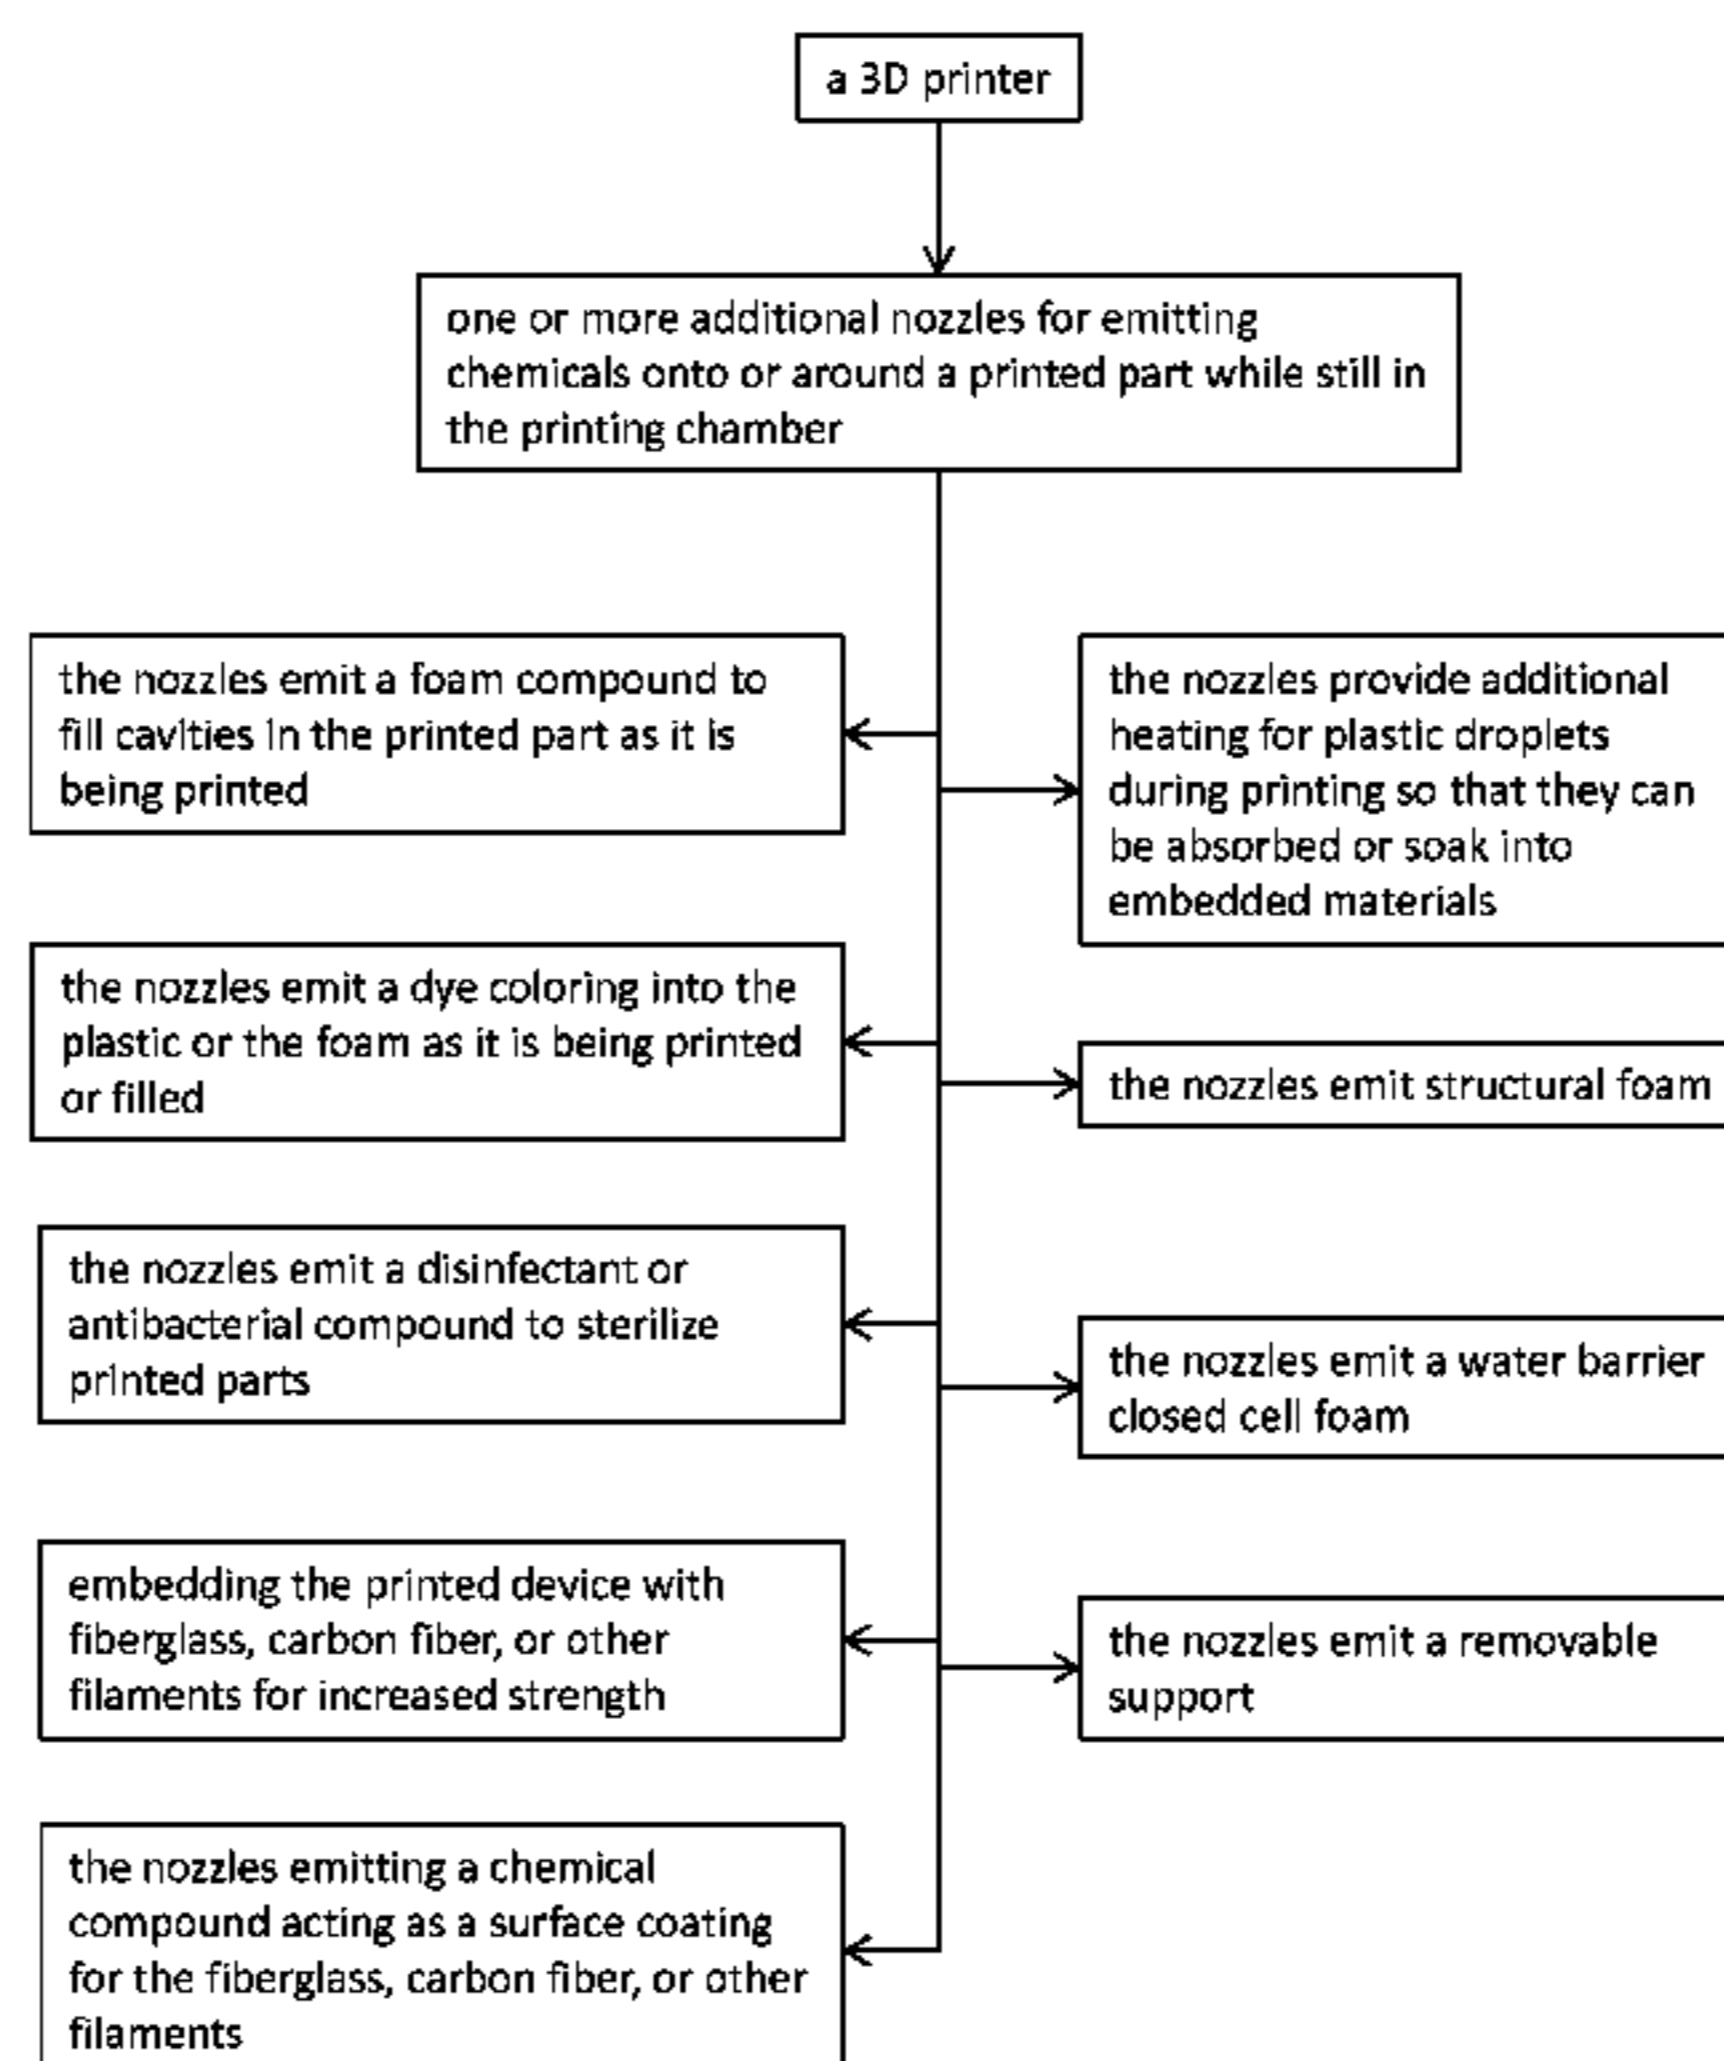 a 3D printer
one or more additional nozzles for emitting
chemicals onto or around a printed part while still in
the printing chamber
the nozzles emit a foam compound to
fill cavities in the printed part as it is
being printed
the nozzles provide additional
heating for plastic droplets
during printing so that they can
be absorbed or soak into
embedded materials
the nozzles emit a dye coloring into the
plastic or the foam as it is being printed
or filled
the nozzles emit structural foam
the nozzles emit a disinfectant or
antibacterial compound to sterilize
printed parts
the nozzles emit a water barrier
closed cell foam
embedding the printed device with
fiberglass, carbon fiber, or other
filaments for increased strength
the nozzles emit a removable
support
the nozzles emitting a chemical
compound acting as a surface coating
for the fiberglass, carbon fiber, or other
filaments